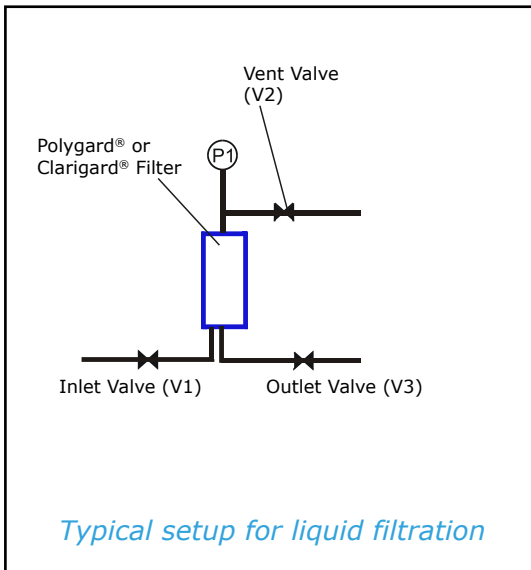 Vent Valve
(V2)
Polygard® or
Clarigard® Filter
P1
Inlet Valve (V1)
Outlet Valve (V3)
Typical setup for liquid filtration